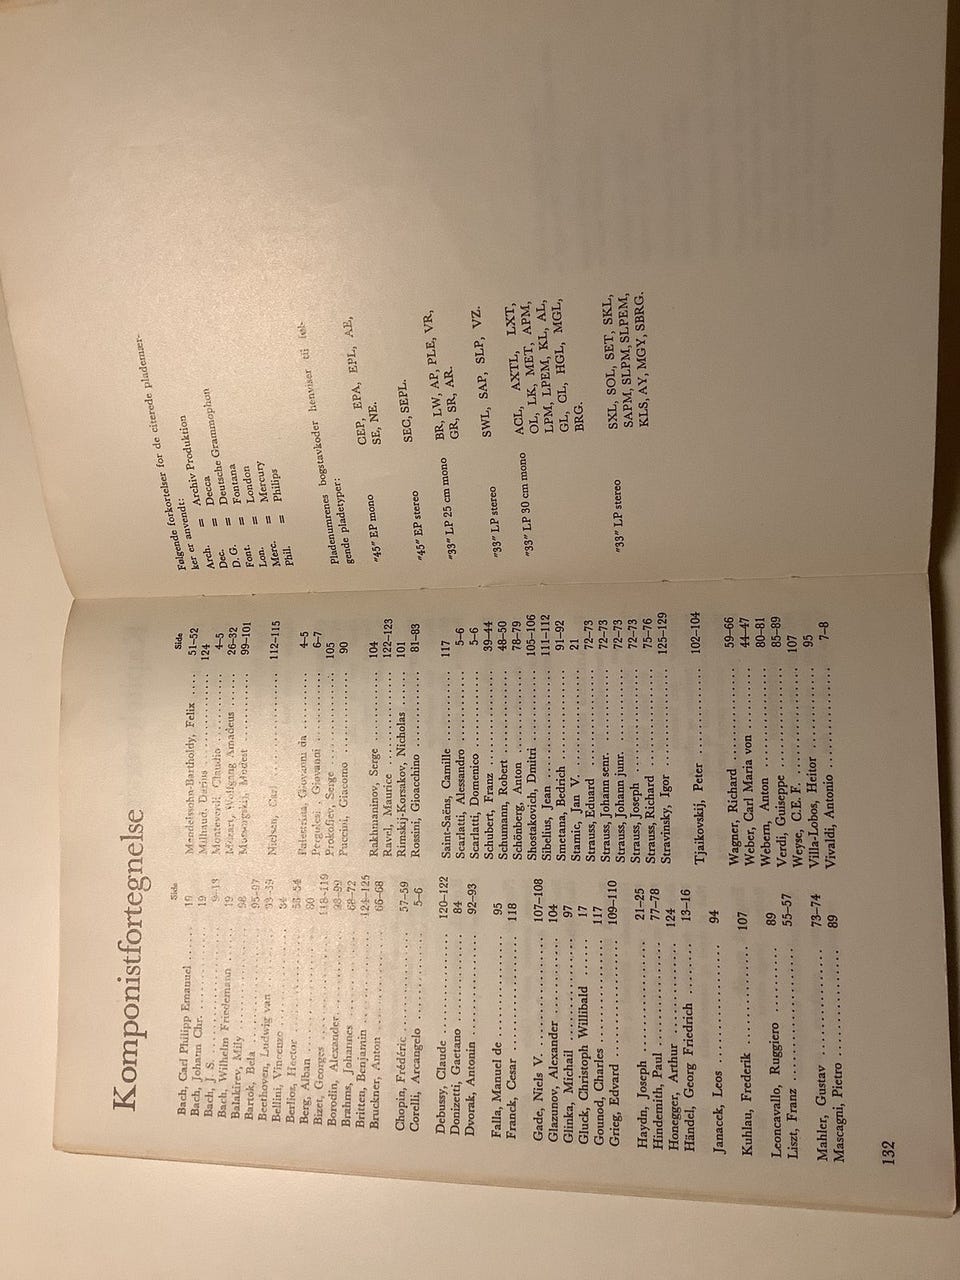 Komponistfortegnelse
Side
Bach, Carl Philipp Emanuel ...... 19
Bach, Johann Chr. ...... 19
Bach, J. S. ...... 9–13
Bach, Wilhelm Friedemann ...... 19
Balakirev, Mily ...... 98
Bartok, Bela ...... 95–97
Beethoven, Ludwig van ...... 33–39
Bellini, Vincenzo ...... 84
Berlioz, Hector ...... 53–54
Berg, Alban ...... 80
Bizet, Georges ...... 118–119
Borodin, Alexander ...... 98–99
Brahms, Johannes ...... 68–72
Britten, Benjamin ...... 124–125
Bruckner, Anton ...... 66–68
Chopin, Frédéric ...... 57–59
Corelli, Arcangelo ...... 5–6
Debussy, Claude ...... 120–122
Donizetti, Gaetano ...... 84
Dvorak, Antonin ...... 92–93
Falla, Manuel de ...... 95
Franck, Cesar ...... 118
Gade, Niels V. ...... 107–108
Glazunov, Alexander ...... 104
Glinka, Michail ...... 97
Gluck, Christoph Willibald ...... 17
Gounod, Charles ...... 117
Grieg, Edvard ...... 109–110
Haydn, Joseph ...... 21–25
Hindemith, Paul ...... 77–78
Honegger, Arthur ...... 124
Händel, Georg Friedrich ...... 13–16
Janacek, Leos ...... 94
Kuhlau, Frederik ...... 107
Leoncavallo, Ruggiero ...... 89
Liszt, Franz ...... 55–57
Mahler, Gustav ...... 73–74
Mascagni, Pietro ...... 89
Side
Mendelssohn-Bartholdy, Felix .... 51–52
Milhaud, Darius ...... 124
Monteverdi, Claudio ...... 4–5
Mozart, Wolfgang Amadeus ...... 26–32
Mussorgskij, Modest ...... 99–101
Nielsen, Carl ...... 112–115
Palestrina, Giovanni da ...... 4–5
Pergolesi, Giovanni ...... 6–7
Prokofiev, Serge ...... 105
Puccini, Giacomo ...... 90
Rakhmaninov, Serge ...... 104
Ravel, Maurice ...... 122–123
Rimskij-Korsakov, Nicholas ...... 101
Rossini, Gioacchino ...... 81–83
Saint-Saëns, Camille ...... 117
Scarlatti, Alessandro ...... 5–6
Scarlatti, Domenico ...... 5–6
Schubert, Franz ...... 39–44
Schumann, Robert ...... 48–50
Schönberg, Anton ...... 78–79
Shostakovich, Dmitri ...... 105–106
Sibelius, Jean ...... 111–112
Smetana, Bedrich ...... 91–92
Stamic, Jan V. ...... 21
Strauss, Eduard ...... 72–73
Strauss, Johann senr. ...... 72–73
Strauss, Johann junr. ...... 72–73
Strauss, Joseph ...... 72–73
Strauss, Richard ...... 75–76
Stravinsky, Igor ...... 125–129
Tjaikovskij, Peter ...... 102–104
Wagner, Richard ...... 59–66
Weber, Carl Maria von ...... 44–47
Webern, Anton ...... 80–81
Verdi, Guiseppe ...... 85–89
Weyse, C.E. F. ...... 107
Villa-Lobos, Heitor ...... 95
Vivaldi, Antonio ...... 7–8
132
Følgende forkortelser for de citerede plademær-
ker er anvendt:
Arch. = Archiv Produktion
Dec. = Decca
D. G. = Deutsche Grammophon
Font. = Fontana
Lon. = London
Merc. = Mercury
Phil. = Philips
Pladenumrenes bogstavkoder henviser til føl-
gende pladetyper:
"45" EP mono CEP, EPA, EPL, AE,
SE, NE.
"45" EP stereo SEC, SEPL.
"33" LP 25 cm mono BR, LW, AP, PLE, VR,
GR, SR, AR.
"33" LP stereo SWL, SAP, SLP, VZ.
"33" LP 30 cm mono ACL, AXTL, LXT,
OL, LK, MET, APM,
LPM, LPEM, KL, AL,
GL, CL, HGL, MGL,
BRG.
"33" LP stereo SXL, SOL, SET, SKL,
SAPM, SLPM, SLPEM,
KLS, AY, MGY, SBRG.